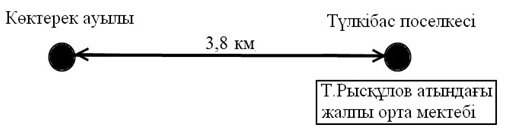 Көктерек ауылы
Түлкібас поселкесі
3,8 км
Т.Рысқұлов атындағы
жалпы орта мектебі